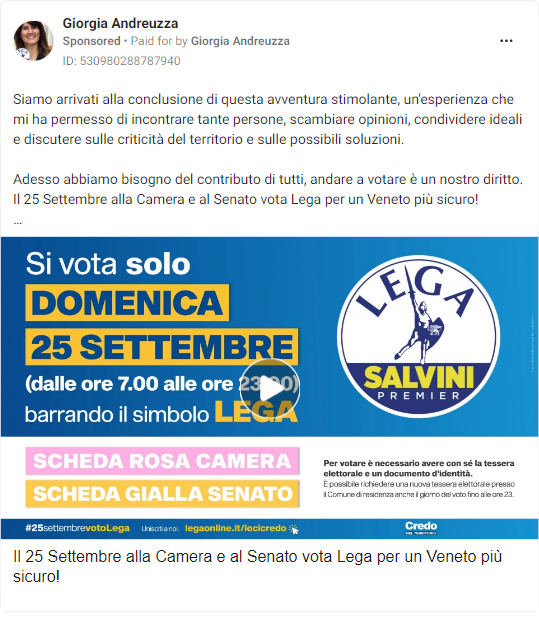 Giorgia Andreuzza
Sponsored • Paid for by Giorgia Andreuzza
ID: 530980288787940
Siamo arrivati alla conclusione di questa avventura stimolante, un'esperienza che
mi ha permesso di incontrare tante persone, scambiare opinioni, condividere ideali
e discutere sulle criticità del territorio e sulle possibili soluzioni.
Adesso abbiamo bisogno del contributo di tutti, andare a votare è un nostro diritto.
Il 25 Settembre alla Camera e al Senato vota Lega per un Veneto più sicuro!
...
Si vota solo
DOMENICA
25 SETTEMBRE
(dalle ore 7.00 alle ore 23.00)
barrando il simbolo LEGA
LEGA
SALVINI
PREMIER
SCHEDA ROSA CAMERA
SCHEDA GIALLA SENATO
Per votare è necessario avere con sé la tessera
elettorale e un documento d'identità.
È possibile richiedere una nuova tessera elettorale presso
il Comune di residenza anche il giorno del voto fino alle ore 23.
#25settembrevotoLega
Unisciti a noi: legaonline.it/iocicredo
Credo
NEL TERRITORIO
Il 25 Settembre alla Camera e al Senato vota Lega per un Veneto più
sicuro!